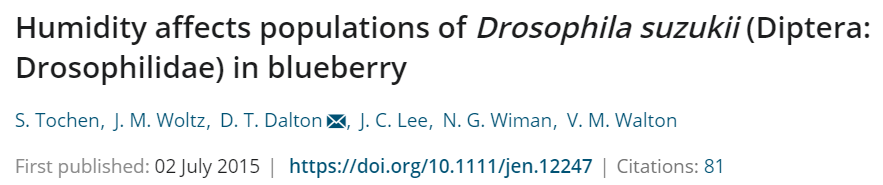 Humidity affects populations of Drosophila suzukii (Diptera:
Drosophilidae) in blueberry
S. Tochen, J. M. Woltz, D. T. Dalton, J. C. Lee, N. G. Wiman, V. M. Walton
First published: 02 July 2015 | https://doi.org/10.1111/jen.12247 | Citations: 81